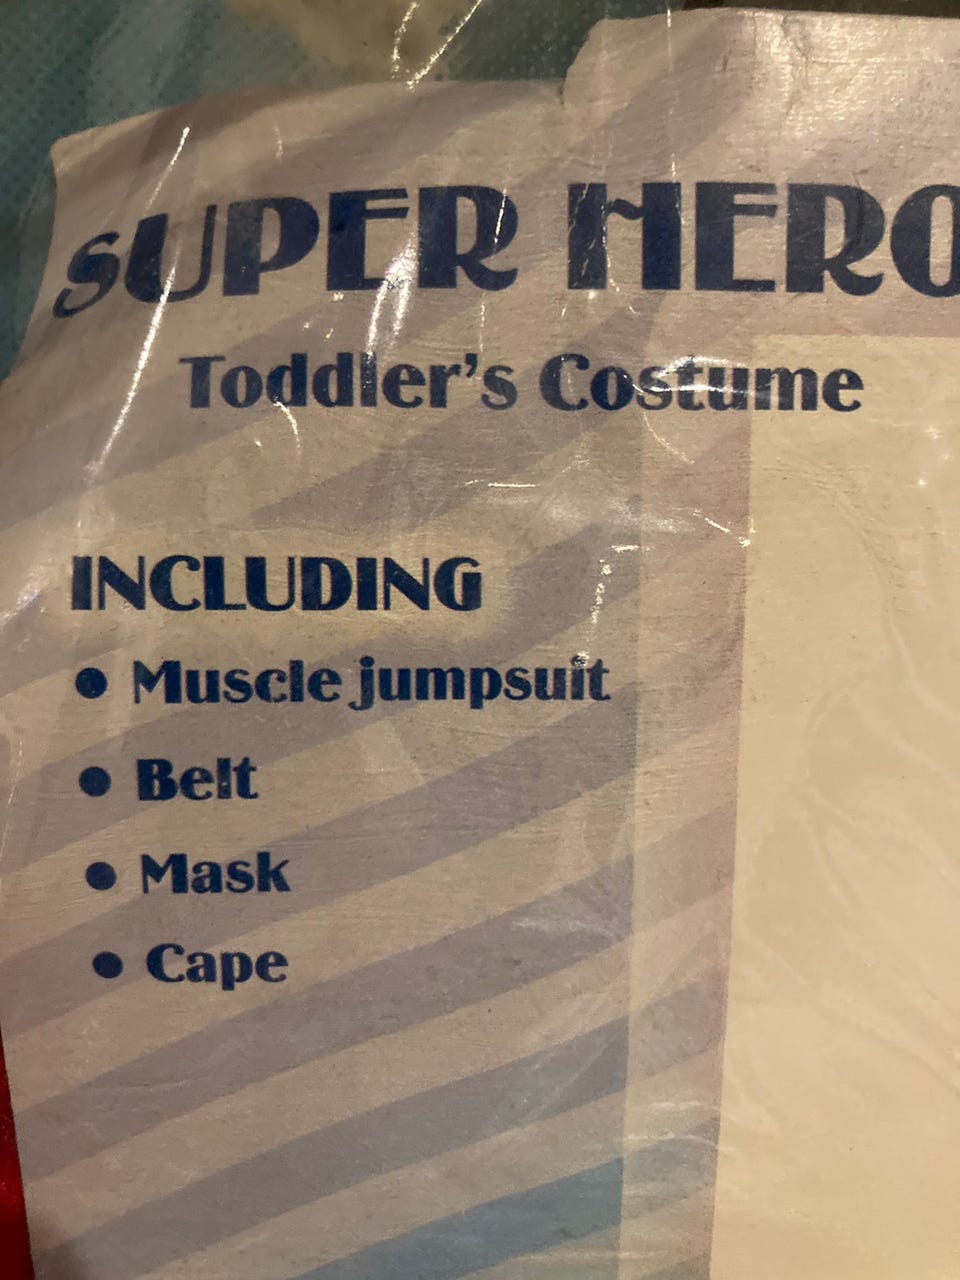 SUPER HERO
Toddler's Costume
INCLUDING
• Muscle jumpsuit
• Belt
• Mask
• Cape